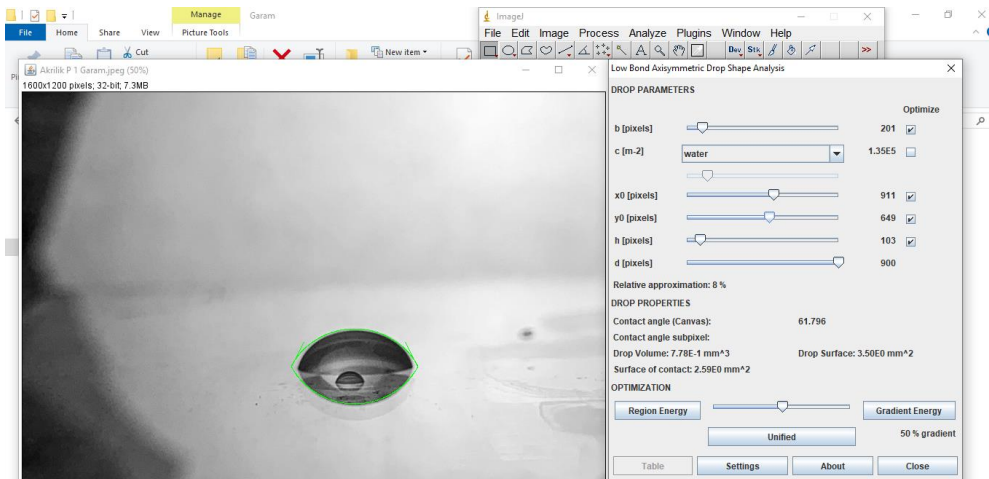 Manage
Garam
File
Home
Share
View
Picture Tools
Cut
New item
ImageJ
File Edit Image Process Analyze Plugins Window Help
Dev Stk
>>
Akrilik P 1 Garam.jpeg (50%)
1600x1200 pixels; 32-bit; 7.3MB
Low Bond Axisymmetric Drop Shape Analysis
DROP PARAMETERS
Optimize
b [pixels] 201
c [m-2] water 1.35E5
x0 [pixels] 911
y0 [pixels] 649
h [pixels] 103
d [pixels] 900
Relative approximation: 8 %
DROP PROPERTIES
Contact angle (Canvas): 61.796
Contact angle subpixel:
Drop Volume: 7.78E-1 mm^3 Drop Surface: 3.50E0 mm^2
Surface of contact: 2.59E0 mm^2
OPTIMIZATION
Region Energy Gradient Energy
Unified 50 % gradient
Table Settings About Close